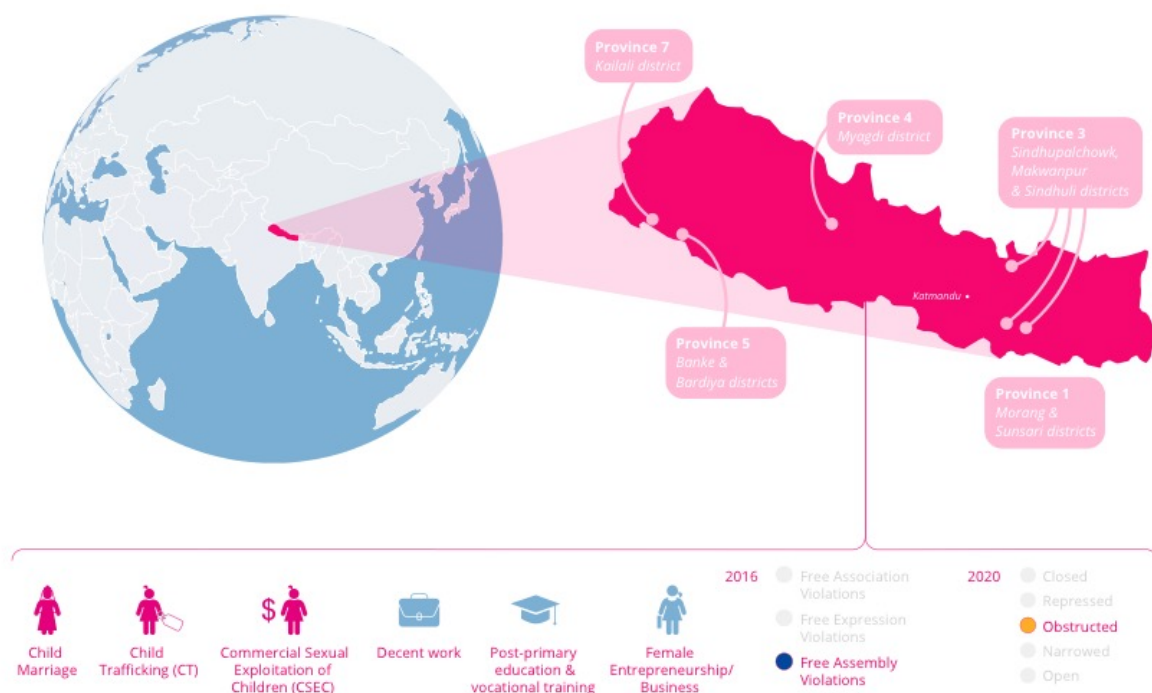 Province 7
Kailali district
Province 4
Myagdi district
Province 3
Sindhupalchowk,
Makwanpur
& Sindhuli districts
Katmandu
Province 5
Banke &
Bardiya districts
Province 1
Morang &
Sunsari districts
Child
Marriage
Child
Trafficking (CT)
$
Commercial Sexual
Exploitation of
Children (CSEC)
Decent work
Post-primary
education &
vocational training
Female
Entrepreneurship/
Business
2016
Free Association
Violations
Free Expression
Violations
Free Assembly
Violations
2020
Closed
Repressed
Obstructed
Narrowed
Open